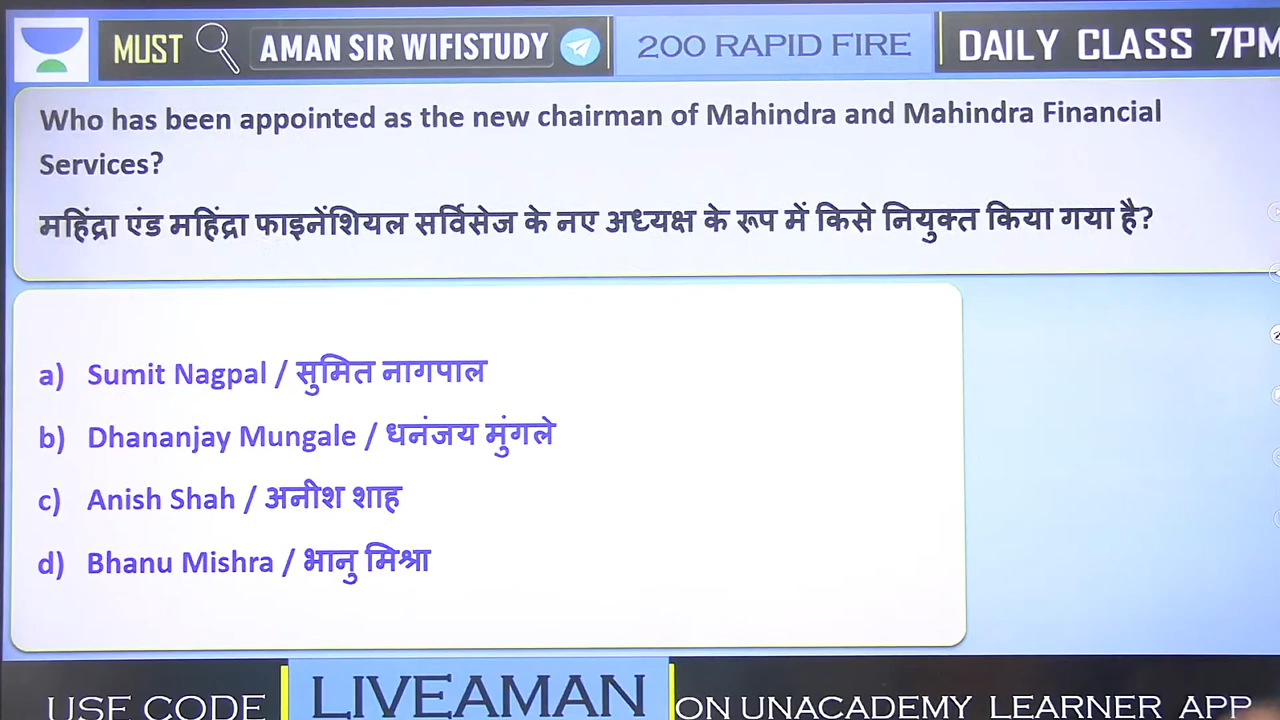 MUST AMAN SIR WIFISTUDY 200 RAPID FIRE DAILY CLASS 7PM
Who has been appointed as the new chairman of Mahindra and Mahindra Financial
Services?
महिंद्रा एंड महिंद्रा फाइनेंशियल सर्विसेज के नए अध्यक्ष के रूप में किसे नियुक्त किया गया है?
a) Sumit Nagpal / सुमित नागपाल
b) Dhananjay Mungale / धनंजय मुंगले
c) Anish Shah / अनीश शाह
d) Bhanu Mishra / भानु मिश्रा
USE CODE LIVEAMAN ON UNACADEMY LEARNER APP